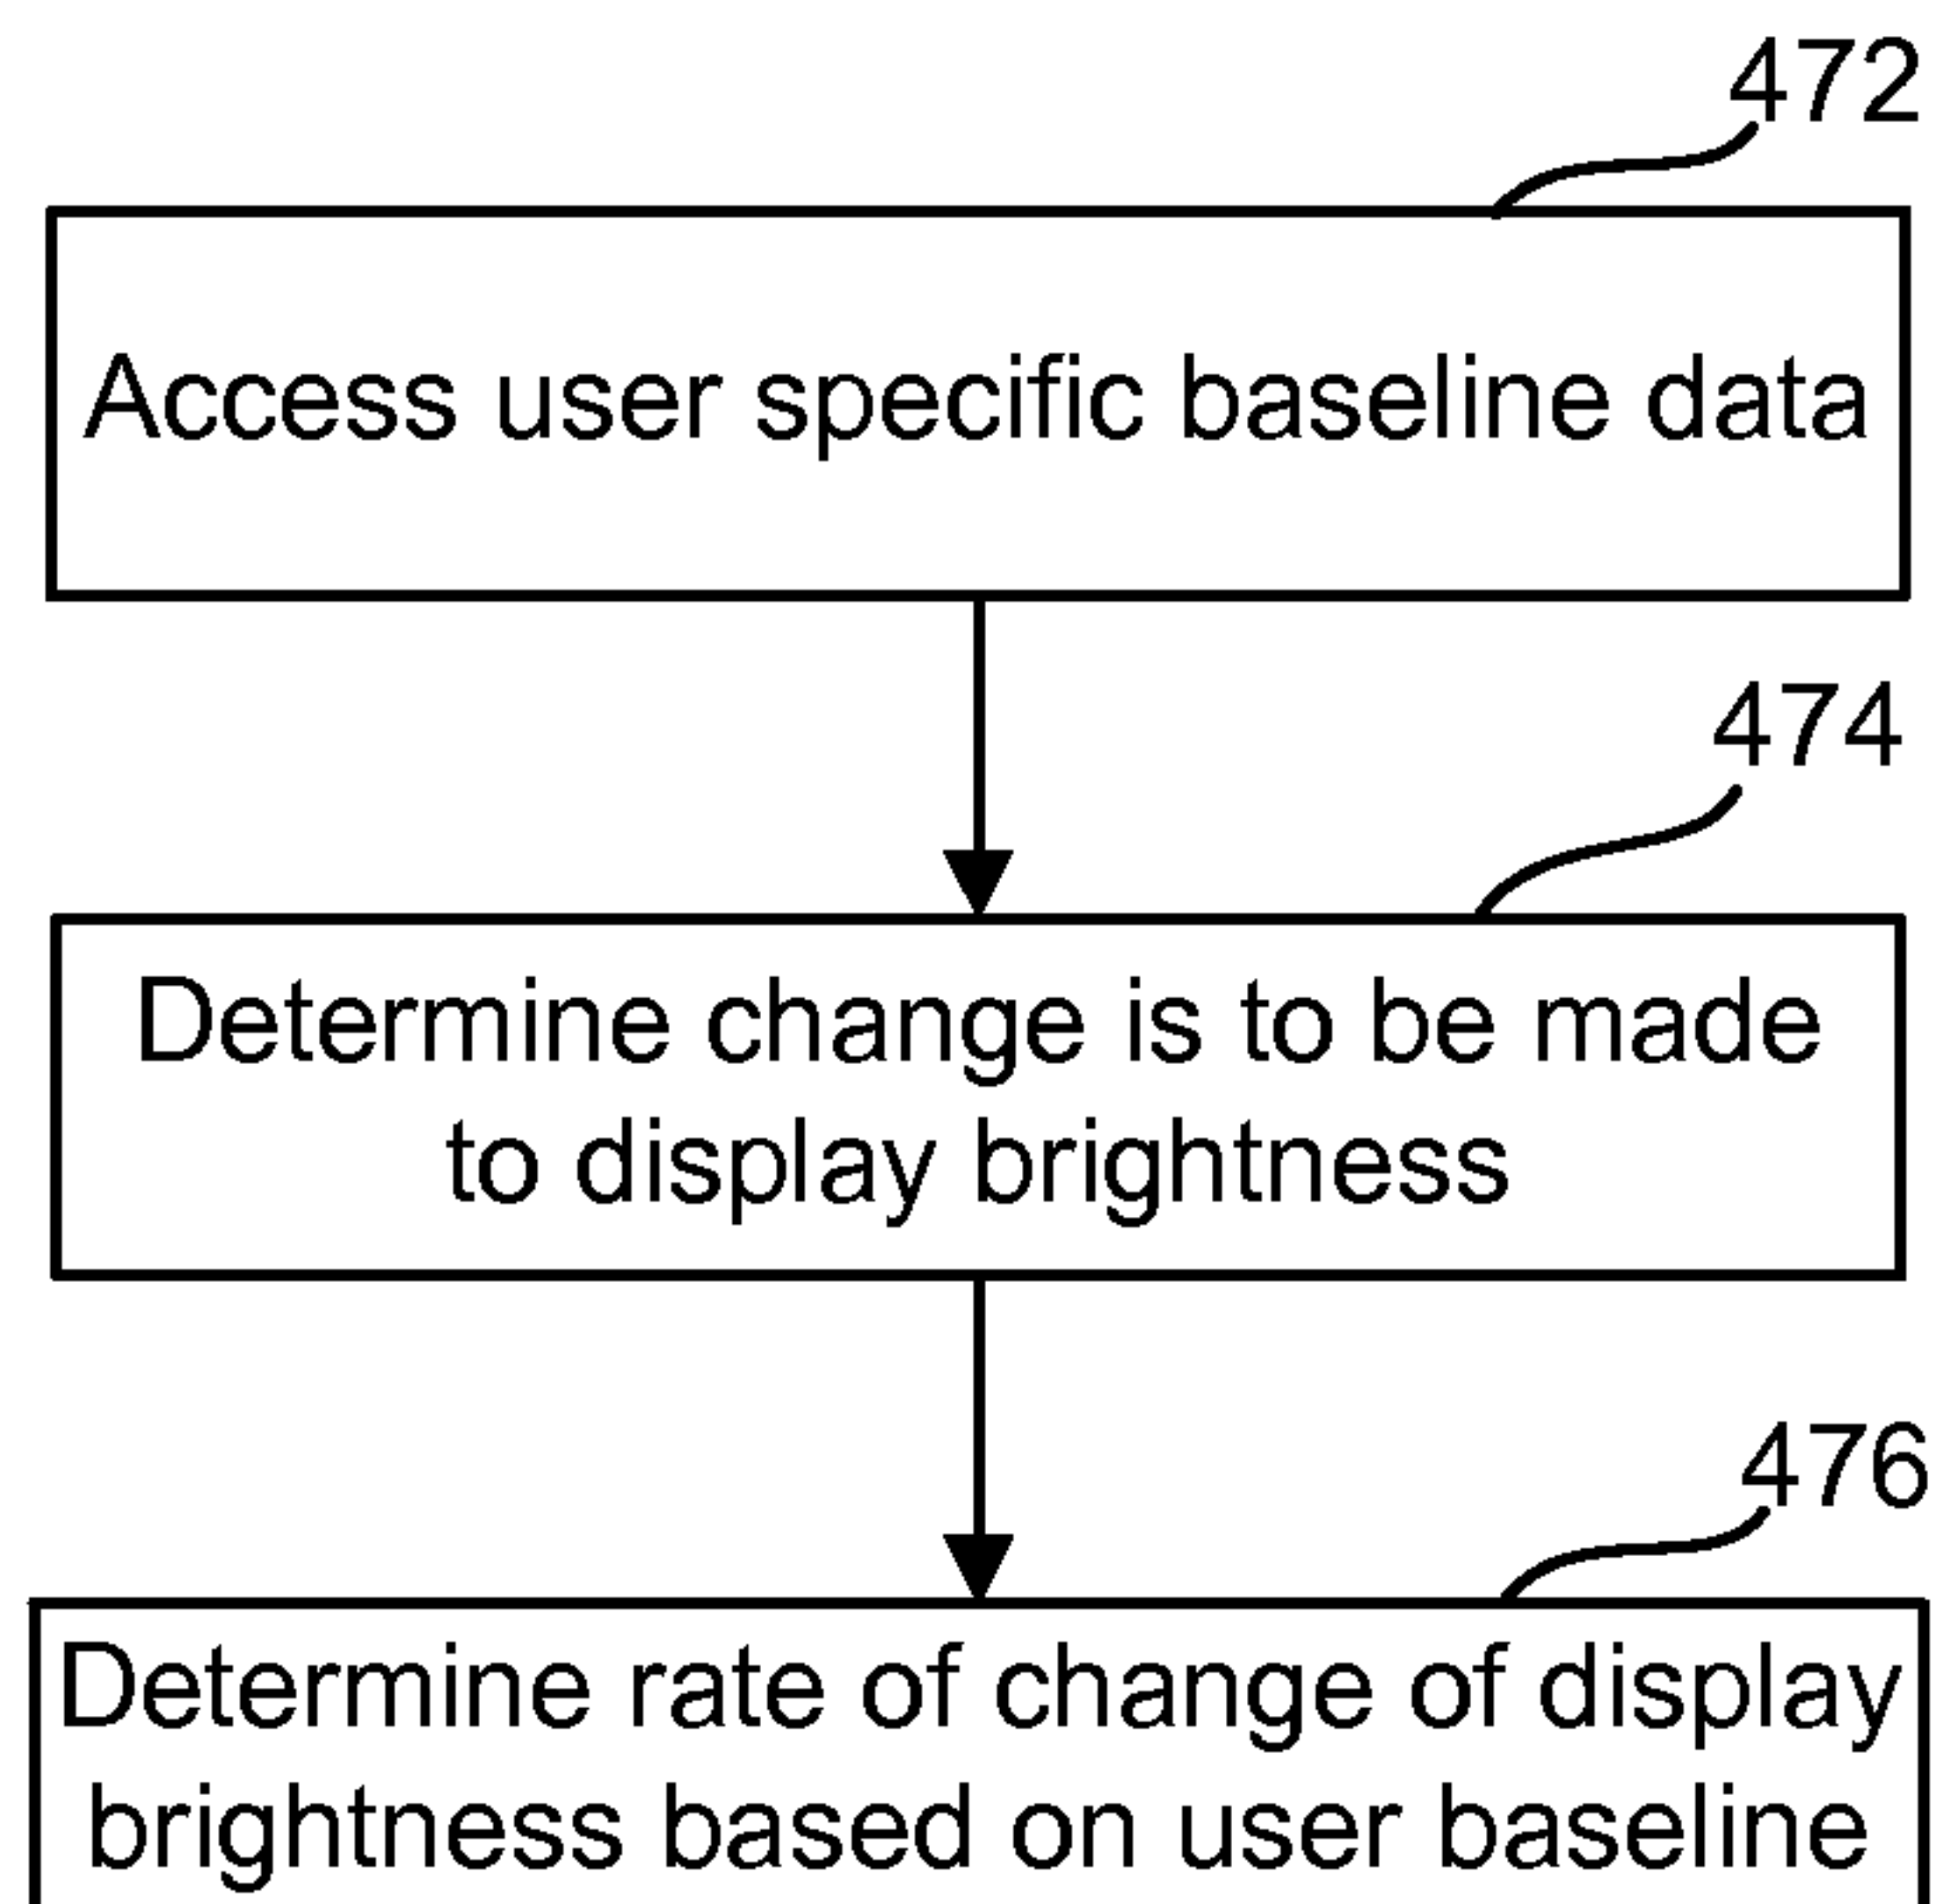 472
Access user specific baseline data
474
Determine change is to be made
to display brightness
476
Determine rate of change of display
brightness based on user baseline